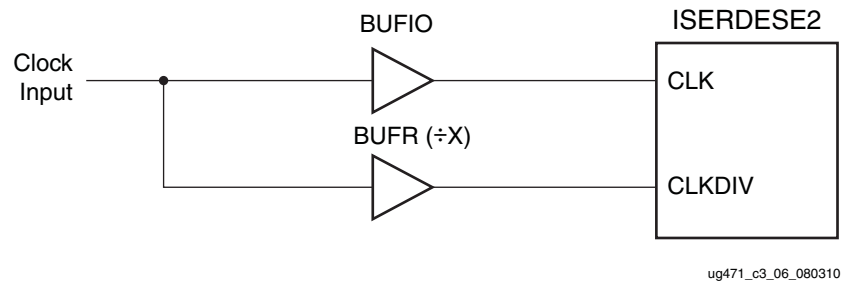 BUFIO
ISERDESE2
Clock
Input
CLK
BUFR (÷X)
CLKDIV
ug471_c3_06_080310